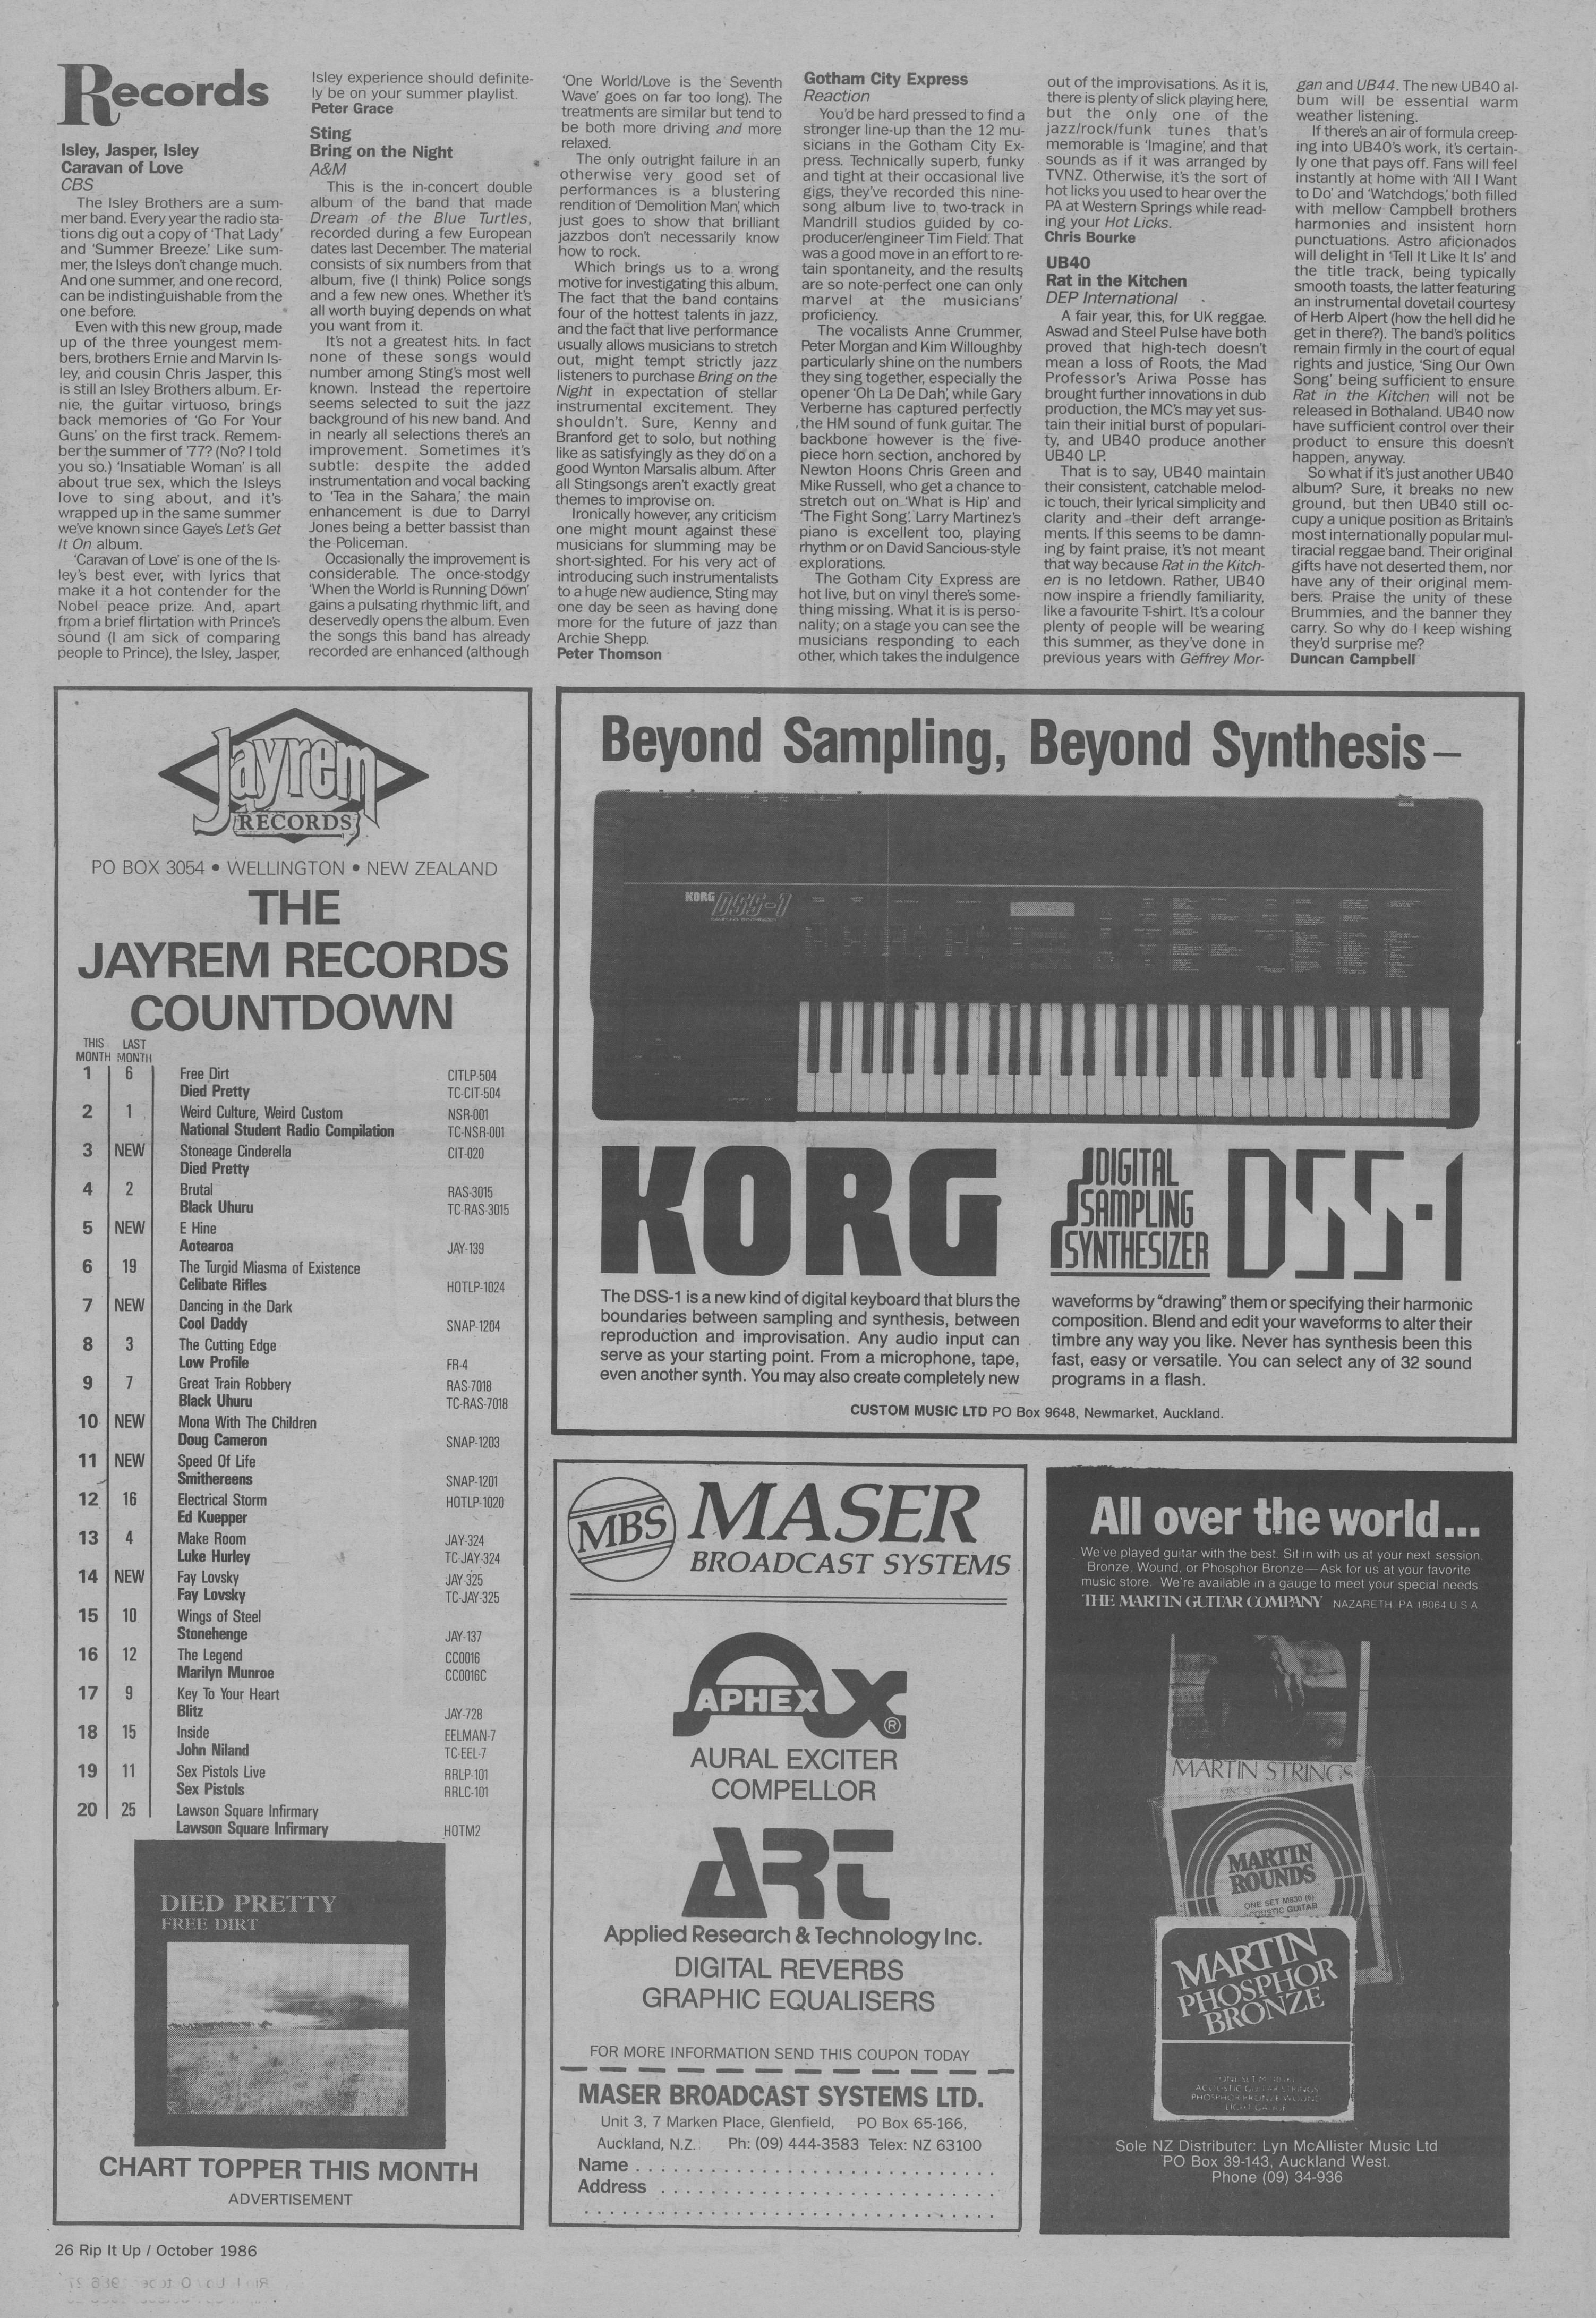 Records
Isley, Jasper, Isley
Caravan of Love
CBS
The Isley Brothers are a sum-
mer band. Every year the radio sta-
tions dig out a copy of 'That Lady'
and 'Summer Breeze.' Like sum-
mer, the Isleys don't change much.
And one summer, and one record,
can be indistinguishable from the
one before.
Even with this new group, made
up of the three youngest mem-
bers, brothers Ernie and Marvin Is-
ley, and cousin Chris Jasper, this
is still an Isley Brothers album. Er-
nie, the guitar virtuoso, brings
back memories of 'Go For Your
Guns' on the first track. Remem-
ber the summer of '77? (No? I told
you so.) 'Insatiable Woman' is all
about true sex, which the Isleys
love to sing about, and it's
wrapped up in the same summer
we've known since Gaye's Let's Get
It On album.
'Caravan of Love' is one of the Is-
ley's best ever, with lyrics that
make it a hot contender for the
Nobel peace prize. And, apart
from a brief flirtation with Prince's
sound (I am sick of comparing
people to Prince), the Isley, Jasper,
Isley experience should definite-
ly be on your summer playlist.
Peter Grace
Sting
Bring on the Night
A&M
This is the in-concert double
album of the band that made
Dream of the Blue Turtles,
recorded during a few European
dates last December. The material
consists of six numbers from that
album, five (I think) Police songs
and a few new ones. Whether it's
all worth buying depends on what
you want from it.
It's not a greatest hits. In fact
none of these songs would
number among Sting's most well
known. Instead the repertoire
seems selected to suit the jazz
background of his new band. And
in nearly all selections there's an
improvement. Sometimes it's
subtle: despite the added
instrumentation and vocal backing
to 'Tea in the Sahara,' the main
enhancement is due to Darryl
Jones being a better bassist than
the Policeman.
Occasionally the improvement is
considerable. The once-stodgy
'When the World is Running Down'
gains a pulsating rhythmic lift, and
deservedly opens the album. Even
the songs this band has already
recorded are enhanced (although
'One World/Love is the Seventh
Wave' goes on far too long). The
treatments are similar but tend to
be both more driving and more
relaxed.
The only outright failure in an
otherwise very good set of
performances is a blustering
rendition of 'Demolition Man,' which
just goes to show that brilliant
jazzbos don't necessarily know
how to rock.
Which brings us to a wrong
motive for investigating this album.
The fact that the band contains
four of the hottest talents in jazz,
and the fact that live performance
usually allows musicians to stretch
out, might tempt strictly jazz
listeners to purchase Bring on the
Night in expectation of stellar
instrumental excitement. They
shouldn't. Sure, Kenny and
Branford get to solo, but nothing
like as satisfyingly as they do on a
good Wynton Marsalis album. After
all Stingsongs aren't exactly great
themes to improvise on.
Ironically however, any criticism
one might mount against these
musicians for slumming may be
short-sighted. For his very act of
introducing such instrumentalists
to a huge new audience, Sting may
one day be seen as having done
more for the future of jazz than
Archie Shepp.
Peter Thomson
Gotham City Express
Reaction
You'd be hard pressed to find a
stronger line-up than the 12 mu-
sicians in the Gotham City Ex-
press. Technically superb, funky
and tight at their occasional live
gigs, they've recorded this nine-
song album live to two-track in
Mandrill studios guided by co-
producer/engineer Tim Field. That
was a good move in an effort to re-
tain spontaneity, and the results
are so note-perfect one can only
marvel at the musicians'
proficiency.
The vocalists Anne Crummer,
Peter Morgan and Kim Willoughby
particularly shine on the numbers
they sing together, especially the
opener 'Oh La De Dah,' while Gary
Verberne has captured perfectly
the HM sound of funk guitar. The
backbone however is the five-
piece horn section, anchored by
Newton Hoons Chris Green and
Mike Russell, who get a chance to
stretch out on 'What is Hip' and
'The Fight Song.' Larry Martinez's
piano is excellent too, playing
rhythm or on David Sancious-style
explorations.
The Gotham City Express are
hot live, but on vinyl there's some-
thing missing. What it is is perso-
nality; on a stage you can see the
musicians responding to each
other, which takes the indulgence
out of the improvisations. As it is,
there is plenty of slick playing here,
but the only one of the
jazz/rock/funk tunes that's
memorable is 'Imagine,' and that
sounds as if it was arranged by
TVNZ. Otherwise, it's the sort of
hot licks you used to hear over the
PA at Western Springs while read-
ing your Hot Licks.
Chris Bourke
UB40
Rat in the Kitchen
DEP International
A fair year, this, for UK reggae.
Aswad and Steel Pulse have both
proved that high-tech doesn't
mean a loss of Roots, the Mad
Professor's Ariwa Posse has
brought further innovations in dub
production, the MC's may yet sus-
tain their initial burst of populari-
ty, and UB40 produce another
UB40 LP.
That is to say, UB40 maintain
their consistent, catchable melod-
ic touch, their lyrical simplicity and
clarity and their deft arrange-
ments. If this seems to be damn-
ing by faint praise, it's not meant
that way because Rat in the Kitch-
en is no letdown. Rather, UB40
now inspire a friendly familiarity,
like a favourite T-shirt. It's a colour
plenty of people will be wearing
this summer, as they've done in
previous years with Geffrey Mor-
gan and UB44. The new UB40 al-
bum will be essential warm
weather listening.
If there's an air of formula creep-
ing into UB40's work, it's certain-
ly one that pays off. Fans will feel
instantly at home with 'All I Want
to Do' and 'Watchdogs,' both filled
with mellow Campbell brothers
harmonies and insistent horn
punctuations. Astro aficionados
will delight in 'Tell It Like It Is' and
the title track, being typically
smooth toasts, the latter featuring
an instrumental dovetail courtesy
of Herb Alpert (how the hell did he
get in there?). The band's politics
remain firmly in the court of equal
rights and justice, 'Sing Our Own
Song' being sufficient to ensure
Rat in the Kitchen will not be
released in Bothaland. UB40 now
have sufficient control over their
product to ensure this doesn't
happen, anyway.
So what if it's just another UB40
album? Sure, it breaks no new
ground, but then UB40 still oc-
cupy a unique position as Britain's
most internationally popular mul-
tiracial reggae band. Their original
gifts have not deserted them, nor
have any of their original mem-
bers. Praise the unity of these
Brummies, and the banner they
carry. So why do I keep wishing
they'd surprise me?
Duncan Campbell
Jayrem
RECORDS
PO BOX 3054 • WELLINGTON • NEW ZEALAND
THE
JAYREM RECORDS
COUNTDOWN
THIS MONTH LAST MONTH
1 6 Free Dirt CITLP-504
Died Pretty TC-CIT-504
2 1 Weird Culture, Weird Custom NSR-001
National Student Radio Compilation TC-NSR-001
3 NEW Stoneage Cinderella CIT-020
Died Pretty
4 2 Brutal RAS-3015
Black Uhuru TC-RAS-3015
5 NEW E Hine
Aotearoa JAY-139
6 19 The Turgid Miasma of Existence
Celibate Rifles HOTLP-1024
7 NEW Dancing in the Dark
Cool Daddy SNAP-1204
8 3 The Cutting Edge
Low Profile FR-4
9 7 Great Train Robbery RAS-7018
Black Uhuru TC-RAS-7018
10 NEW Mona With The Children
Doug Cameron SNAP-1203
11 NEW Speed Of Life
Smithereens SNAP-1201
12 16 Electrical Storm HOTLP-1020
Ed Kuepper
13 4 Make Room JAY-324
Luke Hurley TC-JAY-324
14 NEW Fay Lovsky JAY-325
Fay Lovsky TC-JAY-325
15 10 Wings of Steel
Stonehenge JAY-137
16 12 The Legend CC0016
Marilyn Munroe CC0016C
17 9 Key To Your Heart
Blitz JAY-728
18 15 Inside EELMAN-7
John Niland TC-EEL-7
19 11 Sex Pistols Live RRLP-101
Sex Pistols RRLC-101
20 25 Lawson Square Infirmary
Lawson Square Infirmary HOTM2
DIED PRETTY
FREE DIRT
CHART TOPPER THIS MONTH
ADVERTISEMENT
Beyond Sampling, Beyond Synthesis –
KORG DSS-1
KORG
DIGITAL
SAMPLING
SYNTHESIZER
DSS-1
The DSS-1 is a new kind of digital keyboard that blurs the
boundaries between sampling and synthesis, between
reproduction and improvisation. Any audio input can
serve as your starting point. From a microphone, tape,
even another synth. You may also create completely new
waveforms by "drawing" them or specifying their harmonic
composition. Blend and edit your waveforms to alter their
timbre any way you like. Never has synthesis been this
fast, easy or versatile. You can select any of 32 sound
programs in a flash.
CUSTOM MUSIC LTD PO Box 9648, Newmarket, Auckland.
MBS
MASER
BROADCAST SYSTEMS
APHEX X ®
AURAL EXCITER
COMPELLOR
ART
Applied Research & Technology Inc.
DIGITAL REVERBS
GRAPHIC EQUALISERS
FOR MORE INFORMATION SEND THIS COUPON TODAY
MASER BROADCAST SYSTEMS LTD.
Unit 3, 7 Marken Place, Glenfield, PO Box 65-166,
Auckland, N.Z. Ph: (09) 444-3583 Telex: NZ 63100
Name
Address
All over the world...
We've played guitar with the best. Sit in with us at your next session.
Bronze, Wound, or Phosphor Bronze—Ask for us at your favorite
music store. We're available in a gauge to meet your special needs.
THE MARTIN GUITAR COMPANY NAZARETH, PA 18064 U S A
MARTIN STRINGS
MARTIN
ROUNDS
ONE SET M830 (6)
ACOUSTIC GUITAR
MARTIN
PHOSPHOR
BRONZE
ACOUSTIC GUITAR STRINGS
PHOSPHOR BRONZE WOUND
Sole NZ Distributor: Lyn McAllister Music Ltd
PO Box 39-143, Auckland West.
Phone (09) 34-936
26 Rip It Up / October 1986